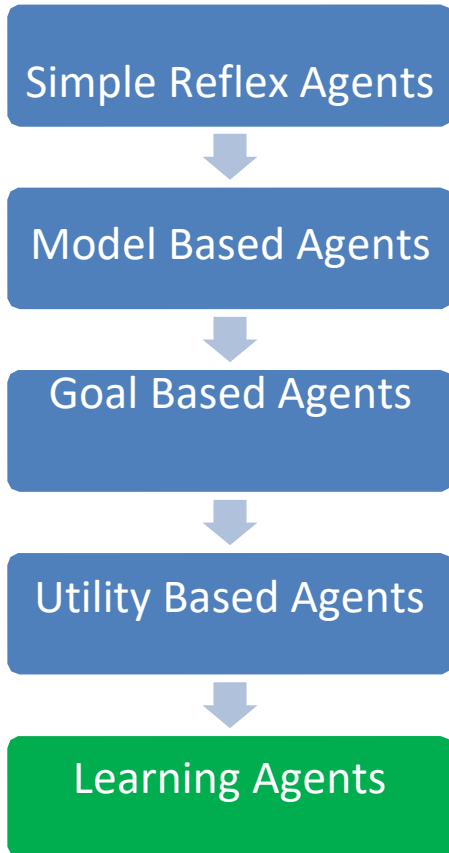 Simple Reflex Agents
Model Based Agents
Goal Based Agents
Utility Based Agents
Learning Agents